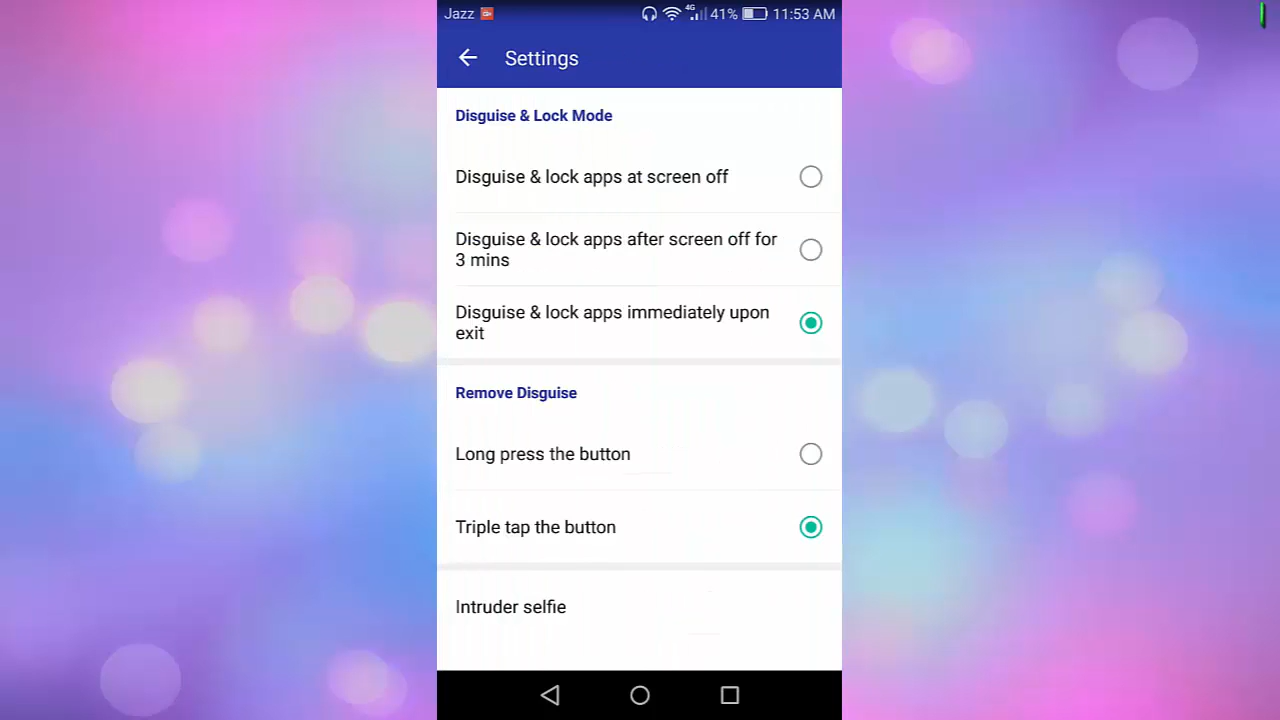 Jazz 4G 41% 11:53 AM
Settings
Disguise & Lock Mode
Disguise & lock apps at screen off
Disguise & lock apps after screen off for
3 mins
Disguise & lock apps immediately upon
exit
Remove Disguise
Long press the button
Triple tap the button
Intruder selfie